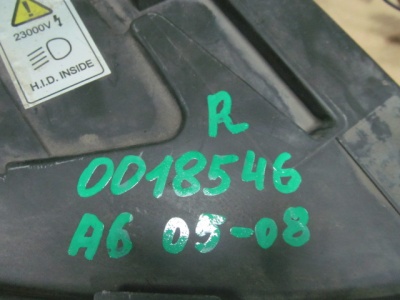 23000V
H.I.D. INSIDE
R
0018546
A6 05-08